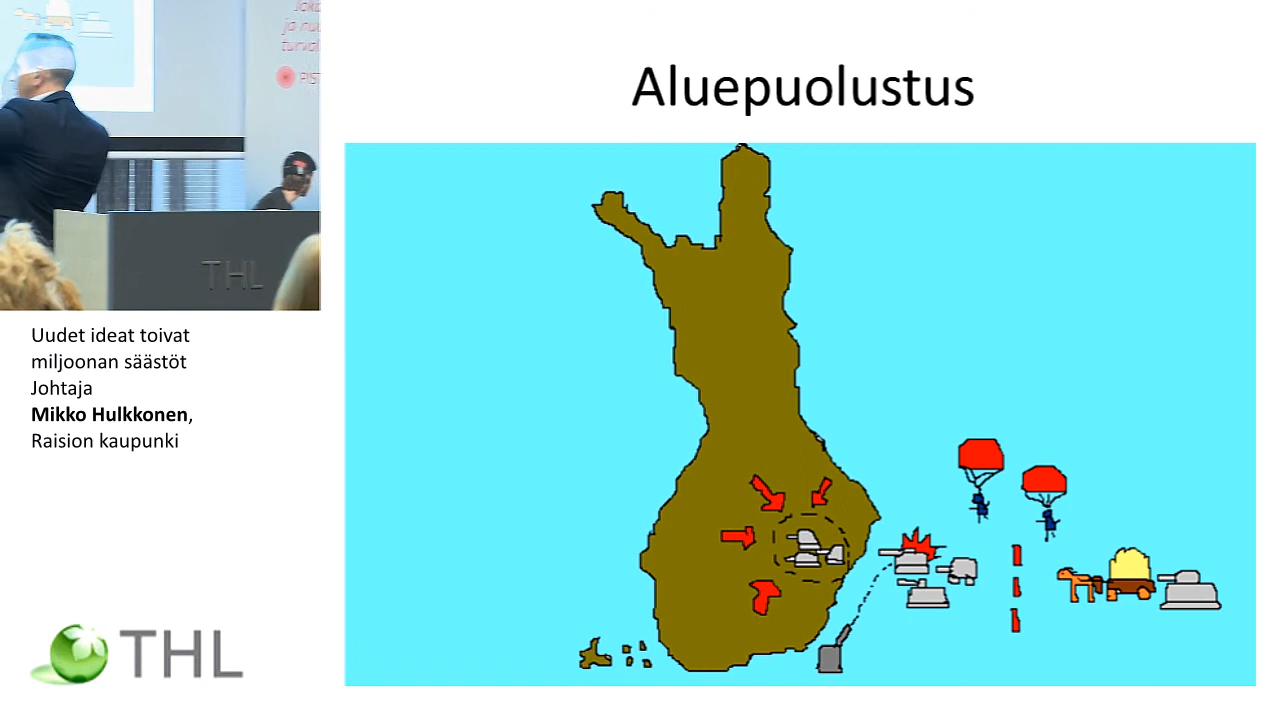 Aluepuolustus
THL
Uudet ideat toivat
miljoonan säästöt
Johtaja
Mikko Hulkkonen,
Raision kaupunki
THL